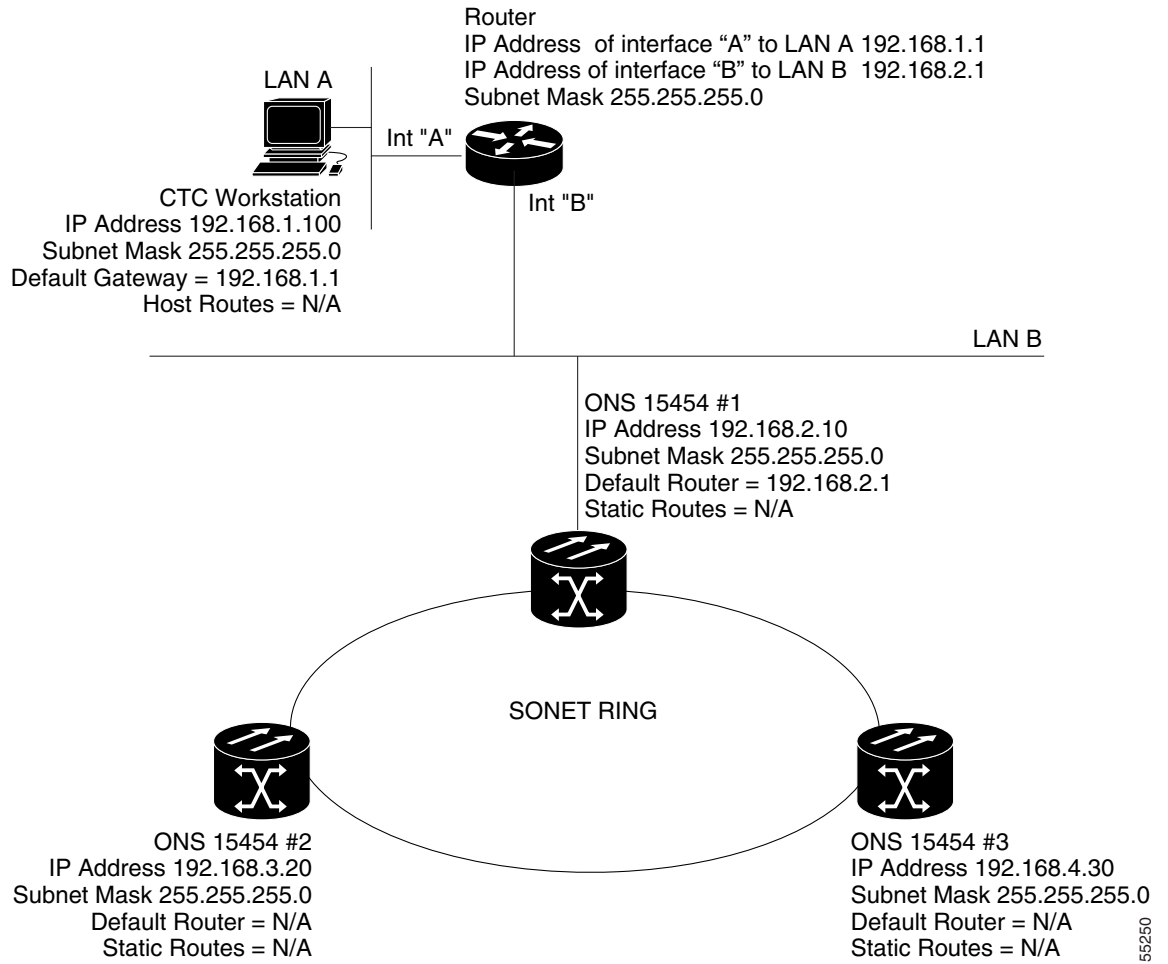 Router
IP Address of interface “A” to LAN A 192.168.1.1
IP Address of interface “B” to LAN B 192.168.2.1
Subnet Mask 255.255.255.0
LAN A
Int "A"
Int "B"
CTC Workstation
IP Address 192.168.1.100
Subnet Mask 255.255.255.0
Default Gateway = 192.168.1.1
Host Routes = N/A
LAN B
ONS 15454 #1
IP Address 192.168.2.10
Subnet Mask 255.255.255.0
Default Router = 192.168.2.1
Static Routes = N/A
SONET RING
ONS 15454 #2
IP Address 192.168.3.20
Subnet Mask 255.255.255.0
Default Router = N/A
Static Routes = N/A
ONS 15454 #3
IP Address 192.168.4.30
Subnet Mask 255.255.255.0
Default Router = N/A
Static Routes = N/A
55250